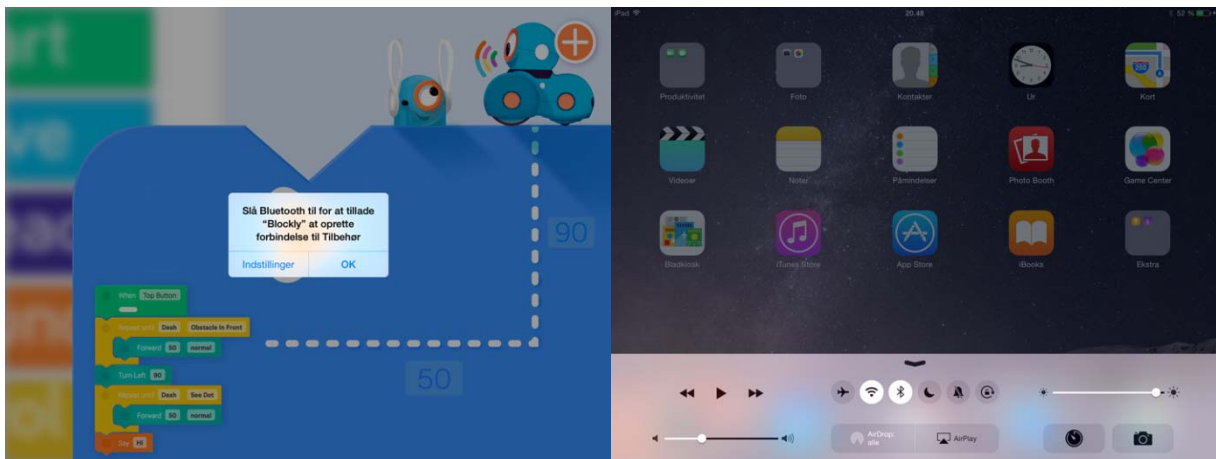 Slå Bluetooth til for at tillade
"Blockly" at oprette
forbindelse til Tilbehør
Indstillinger OK
When Top Button
Repeat until Dash Obstacle In Front
Forward 50 normal
Turn Left 90
Repeat until Dash See Dot
Forward 50 normal
Say Hi
90
50
iPad 20.48 52 %
Produktivitet Foto Kontakter Ur Kort
Videoer Noter Påmindelser Photo Booth Game Center
Bladkiosk iTunes Store App Store iBooks Ekstra
AirDrop:
alle
AirPlay